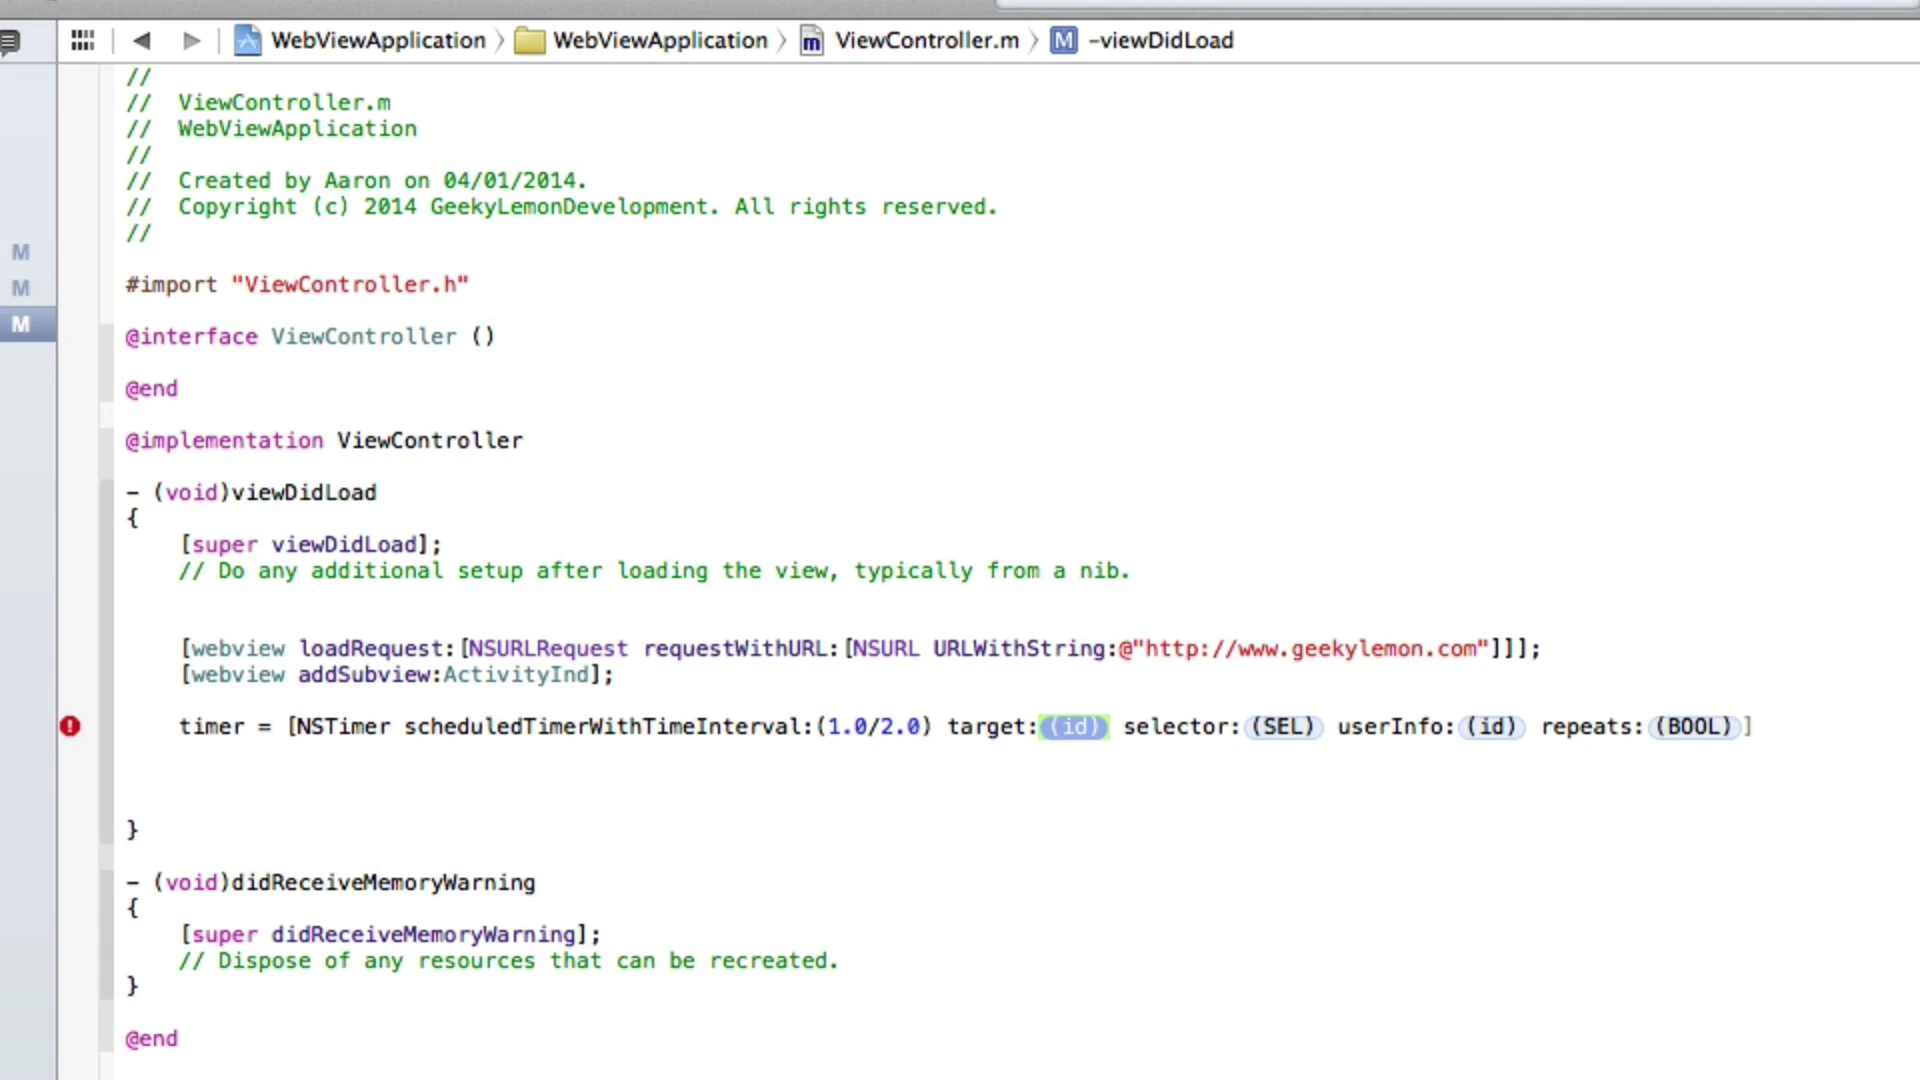 WebViewApplication WebViewApplication ViewController.m M -viewDidLoad
//
// ViewController.m
// WebViewApplication
//
// Created by Aaron on 04/01/2014.
// Copyright (c) 2014 GeekyLemonDevelopment. All rights reserved.
//
M
#import "ViewController.h"
M
M
@interface ViewController ()
@end
@implementation ViewController
- (void)viewDidLoad
{
[super viewDidLoad];
// Do any additional setup after loading the view, typically from a nib.
[webview loadRequest:[NSURLRequest requestWithURL:[NSURL URLWithString:@"http://www.geekylemon.com"]]];
[webview addSubview:ActivityInd];
timer = [NSTimer scheduledTimerWithTimeInterval:(1.0/2.0) target:(id) selector:(SEL) userInfo:(id) repeats:(BOOL)]
}
- (void)didReceiveMemoryWarning
{
[super didReceiveMemoryWarning];
// Dispose of any resources that can be recreated.
}
@end